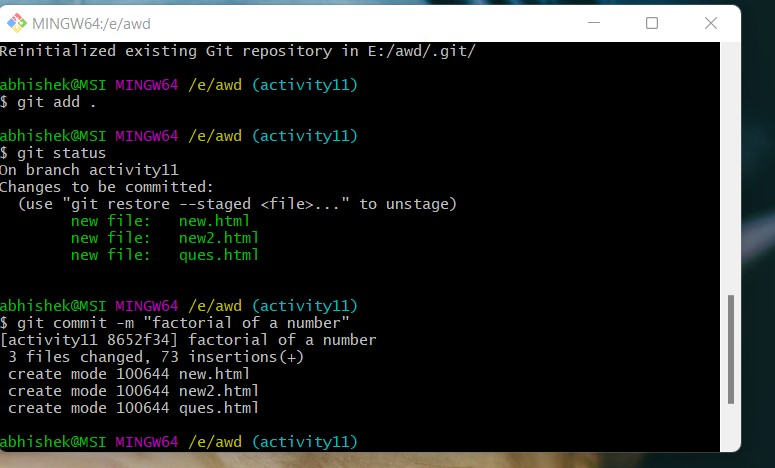 MINGW64:/e/awd
Reinitialized existing Git repository in E:/awd/.git/
abhishek@MSI MINGW64 /e/awd (activity11)
$ git add .
abhishek@MSI MINGW64 /e/awd (activity11)
$ git status
On branch activity11
Changes to be committed:
  (use "git restore --staged <file>..." to unstage)
        new file:   new.html
        new file:   new2.html
        new file:   ques.html
abhishek@MSI MINGW64 /e/awd (activity11)
$ git commit -m "factorial of a number"
[activity11 8652f34] factorial of a number
 3 files changed, 73 insertions(+)
 create mode 100644 new.html
 create mode 100644 new2.html
 create mode 100644 ques.html
abhishek@MSI MINGW64 /e/awd (activity11)